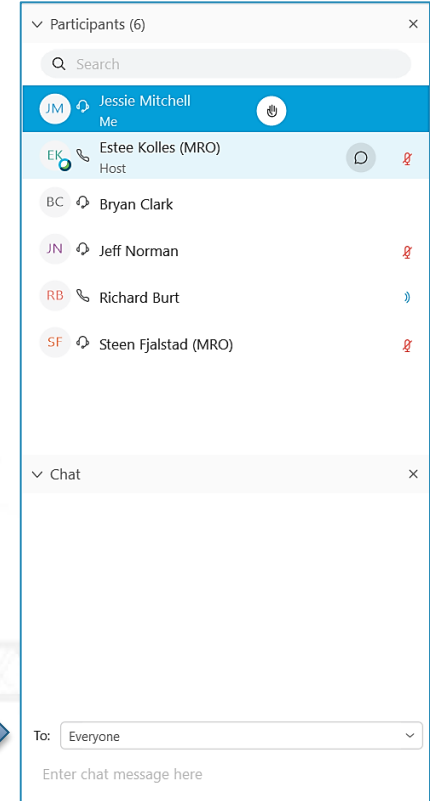 Participants (6)
Search
JM Jessie Mitchell
Me
EK Estee Kolles (MRO)
Host
BC Bryan Clark
JN Jeff Norman
RB Richard Burt
SF Steen Fjalstad (MRO)
Chat
To: Everyone
Enter chat message here